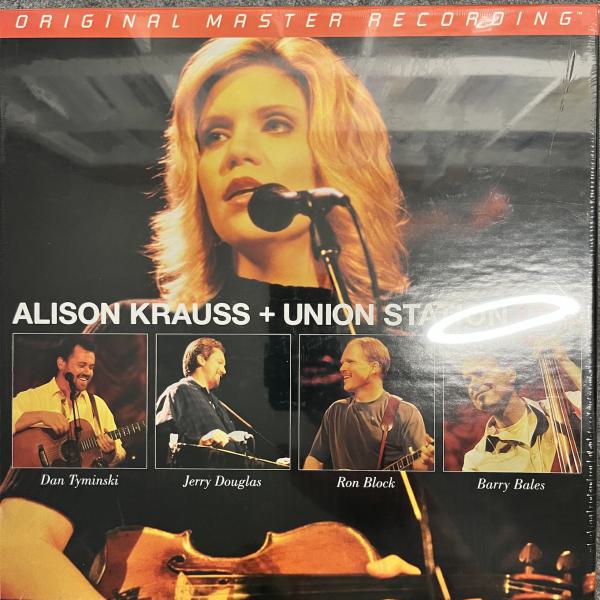 ORIGINAL MASTER RECORDING™
ALISON KRAUSS + UNION STATION
Dan Tyminski
Jerry Douglas
Ron Block
Barry Bales